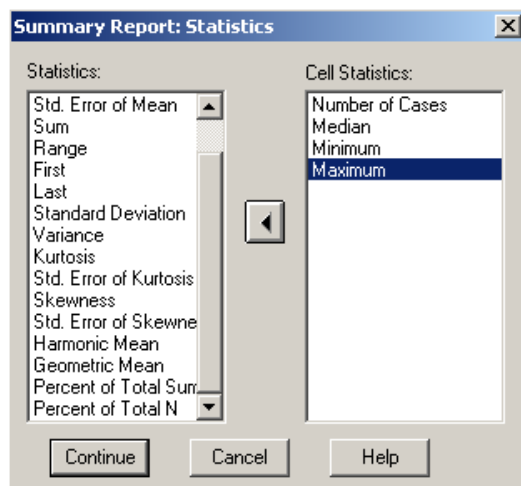 Summary Report: Statistics
Statistics:
Std. Error of Mean
Sum
Range
First
Last
Standard Deviation
Variance
Kurtosis
Std. Error of Kurtosis
Skewness
Std. Error of Skewne
Harmonic Mean
Geometric Mean
Percent of Total Sum
Percent of Total N
Cell Statistics:
Number of Cases
Median
Minimum
Maximum
Continue
Cancel
Help